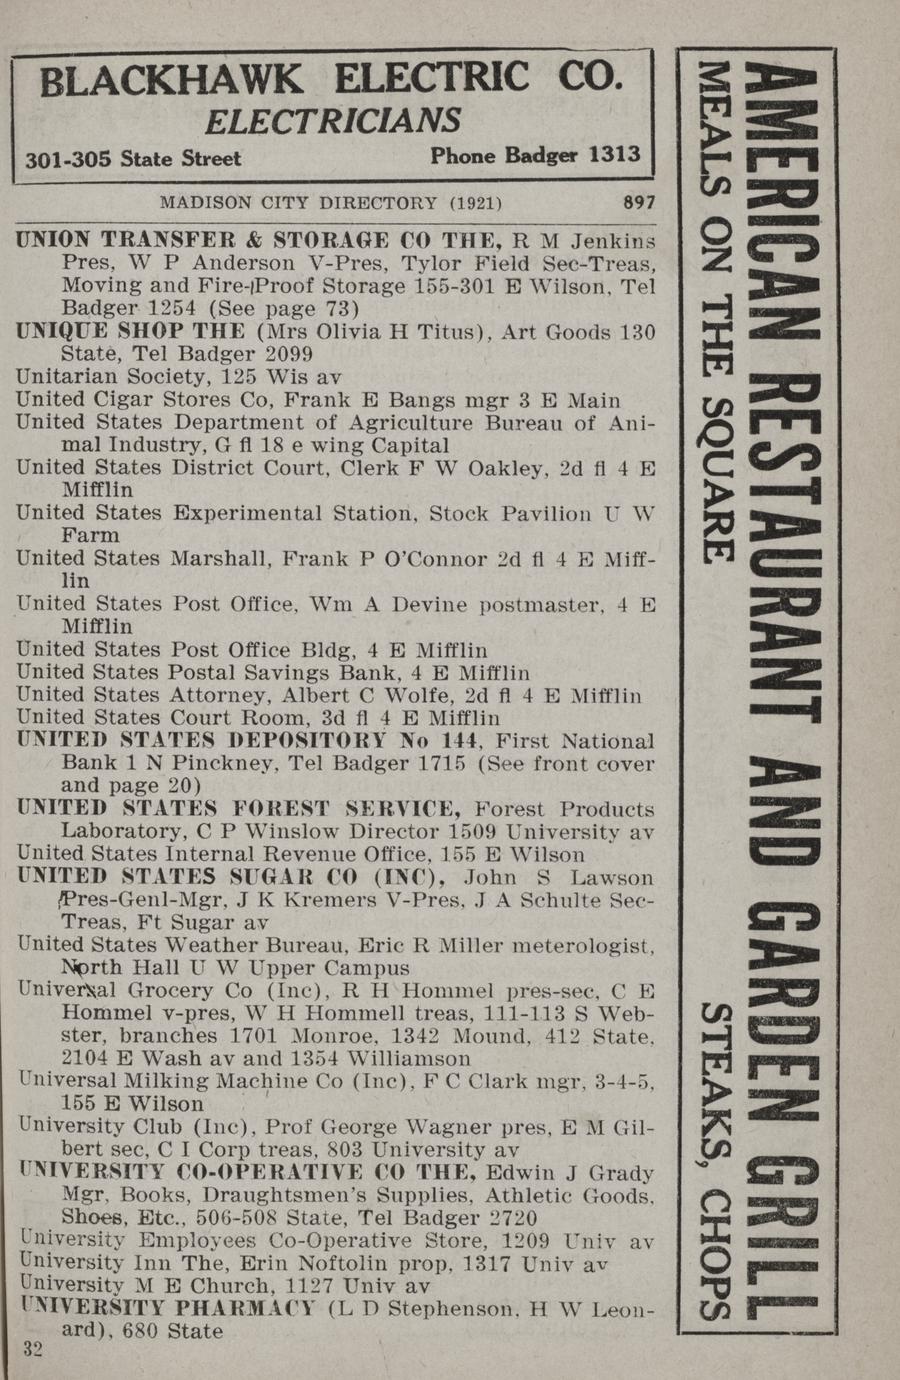 BLACKHAWK ELECTRIC CO.
ELECTRICIANS
301-305 State Street Phone Badger 1313
MADISON CITY DIRECTORY (1921) 897
UNION TRANSFER & STORAGE CO THE, R M Jenkins
Pres, W P Anderson V-Pres, Tylor Field Sec-Treas,
Moving and Fire-Proof Storage 155-301 E Wilson, Tel
Badger 1254 (See page 73)
UNIQUE SHOP THE (Mrs Olivia H Titus), Art Goods 130
State, Tel Badger 2099
Unitarian Society, 125 Wis av
United Cigar Stores Co, Frank E Bangs mgr 3 E Main
United States Department of Agriculture Bureau of Ani-
mal Industry, G fl 18 e wing Capital
United States District Court, Clerk F W Oakley, 2d fl 4 E
Mifflin
United States Experimental Station, Stock Pavilion U W
Farm
United States Marshall, Frank P O'Connor 2d fl 4 E Miff-
lin
United States Post Office, Wm A Devine postmaster, 4 E
Mifflin
United States Post Office Bldg, 4 E Mifflin
United States Postal Savings Bank, 4 E Mifflin
United States Attorney, Albert C Wolfe, 2d fl 4 E Mifflin
United States Court Room, 3d fl 4 E Mifflin
UNITED STATES DEPOSITORY No 144, First National
Bank 1 N Pinckney, Tel Badger 1715 (See front cover
and page 20)
UNITED STATES FOREST SERVICE, Forest Products
Laboratory, C P Winslow Director 1509 University av
United States Internal Revenue Office, 155 E Wilson
UNITED STATES SUGAR CO (INC), John S Lawson
Pres-Genl-Mgr, J K Kremers V-Pres, J A Schulte Sec-
Treas, Ft Sugar av
United States Weather Bureau, Eric R Miller meterologist,
North Hall U W Upper Campus
Universal Grocery Co (Inc), R H Hommel pres-sec, C E
Hommel v-pres, W H Hommell treas, 111-113 S Web-
ster, branches 1701 Monroe, 1342 Mound, 412 State,
2104 E Wash av and 1354 Williamson
Universal Milking Machine Co (Inc), F C Clark mgr, 3-4-5,
155 E Wilson
University Club (Inc), Prof George Wagner pres, E M Gil-
bert sec, C I Corp treas, 803 University av
UNIVERSITY CO-OPERATIVE CO THE, Edwin J Grady
Mgr, Books, Draughtsmen's Supplies, Athletic Goods,
Shoes, Etc., 506-508 State, Tel Badger 2720
University Employees Co-Operative Store, 1209 Univ av
University Inn The, Erin Noftolin prop, 1317 Univ av
University M E Church, 1127 Univ av
UNIVERSITY PHARMACY (L D Stephenson, H W Leon-
ard), 680 State
32
AMERICAN RESTAURANT AND GARDEN GRILL
MEALS ON THE SQUARE STEAKS, CHOPS